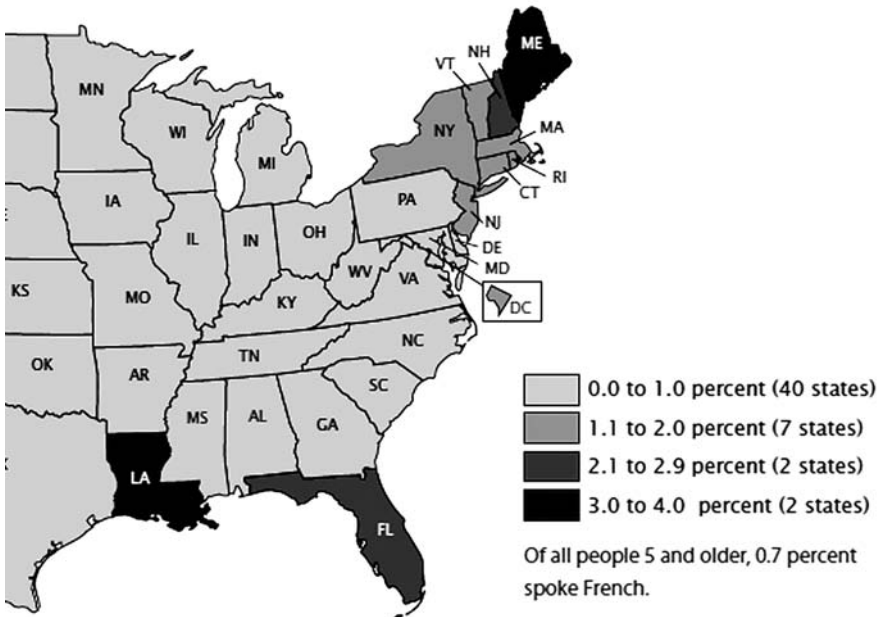 ME
NH
VT
MN
NY
MA
WI
MI
RI
CT
IA
PA
NJ
OH
IL
IN
DE
MD
WV
VA
KS
MO
KY
DC
NC
TN
OK
AR
SC
MS
AL
GA
LA
FL
0.0 to 1.0 percent (40 states)
1.1 to 2.0 percent (7 states)
2.1 to 2.9 percent (2 states)
3.0 to 4.0 percent (2 states)
Of all people 5 and older, 0.7 percent
spoke French.